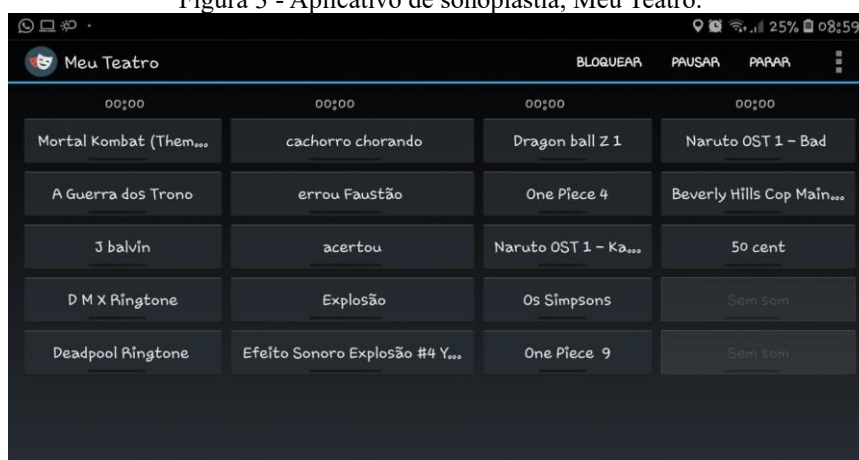 Figura 3 - Aplicativo de sonoplastia, Meu Teatro.
25% 08:59
Meu Teatro BLOQUEAR PAUSAR PARAR
00:00 00:00 00:00 00:00
Mortal Kombat (Them... cachorro chorando Dragon ball Z 1 Naruto OST 1 - Bad
A Guerra dos Trono errou Faustão One Piece 4 Beverly Hills Cop Main...
J balvin acertou Naruto OST 1 - Ka... 50 cent
D M X Ringtone Explosão Os Simpsons Sem som
Deadpool Ringtone Efeito Sonoro Explosão #4 Y... One Piece 9 Sem som